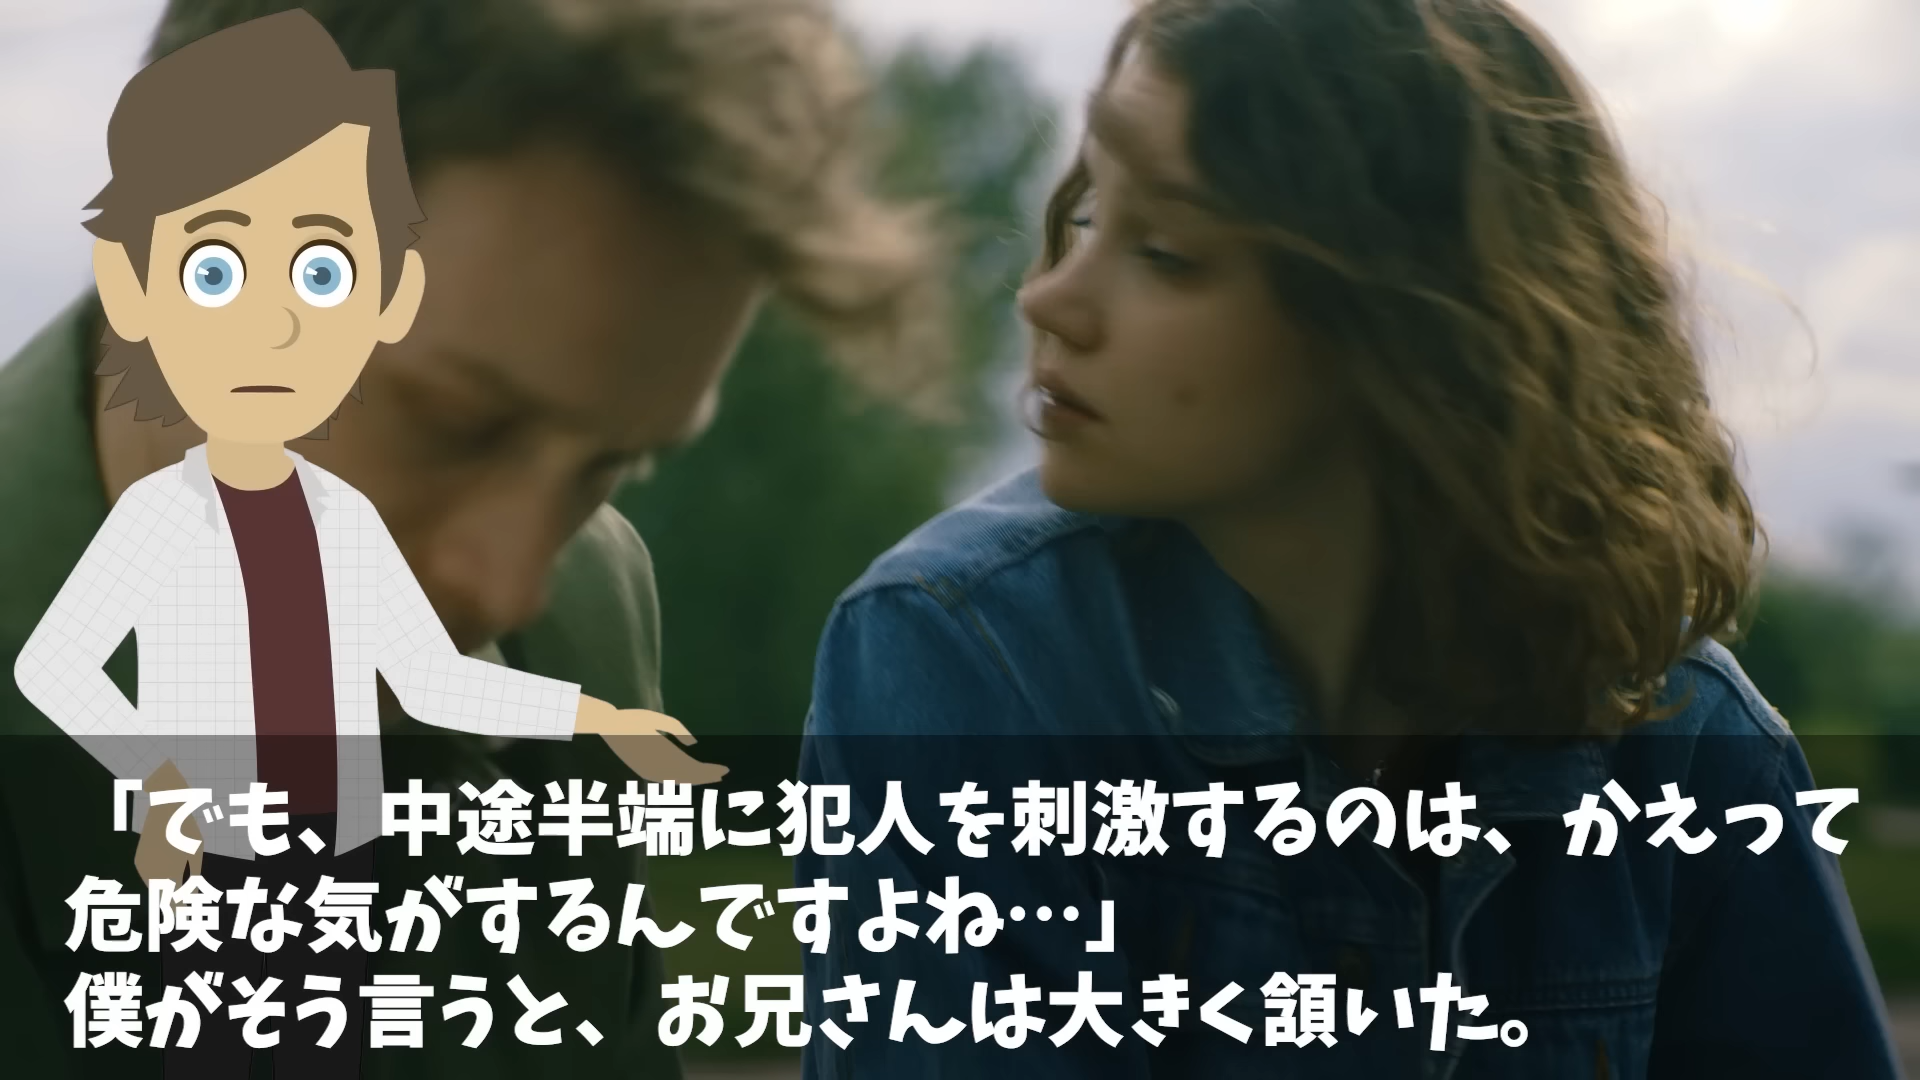 「でも、中途半端に犯人を刺激するのは、かえって
危険な気がするんですよね…」
僕がそう言うと、お兄さんは大きく頷いた。